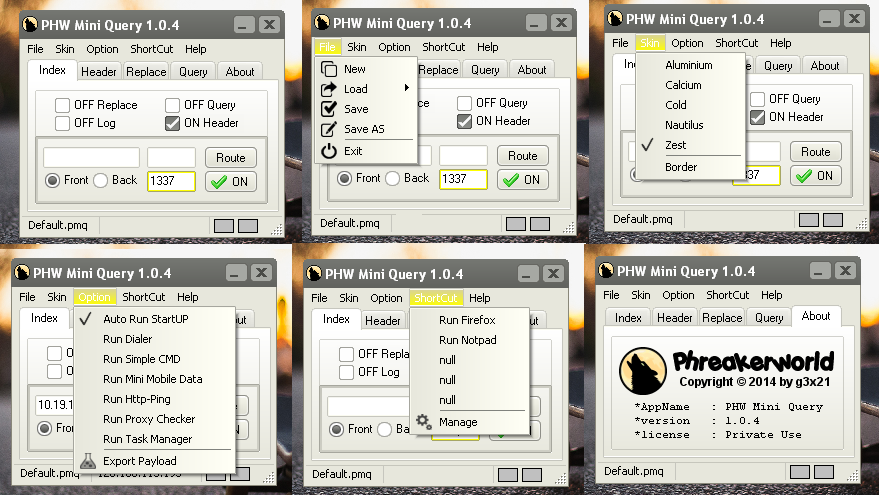 PHW Mini Query 1.0.4
File Skin Option ShortCut Help
Index Header Replace Query About
OFF Replace OFF Query
OFF Log ON Header
Route
Front Back 1337 ON
Default.pmq
PHW Mini Query 1.0.4
File Skin Option ShortCut Help
Replace Query About
New
Load
Save
Save AS
Exit
OFF Query
ON Header
Route
Front Back 1337 ON
Default.pmq
PHW Mini Query 1.0.4
File Skin Option ShortCut Help
Query About
Aluminium
Calcium
Cold
Nautilus
Zest
Border
OFF Query
ON Header
Route
ON
Default.pmq
PHW Mini Query 1.0.4
File Skin Option ShortCut Help
Index
Auto Run StartUP
Run Dialer
Run Simple CMD
Run Mini Mobile Data
Run Http-Ping
Run Proxy Checker
Run Task Manager
Export Payload
10.19.1
Default.pmq
PHW Mini Query 1.0.4
File Skin Option ShortCut Help
Index Header
Run Firefox
Run Notpad
null
null
null
Manage
OFF Repla
OFF Log
Front Ba
Default.pmq
PHW Mini Query 1.0.4
File Skin Option ShortCut Help
Index Header Replace Query About
Phreakerworld
Copyright © 2014 by g3x21
*AppName : PHW Mini Query
*version : 1.0.4
*license : Private Use
Default.pmq